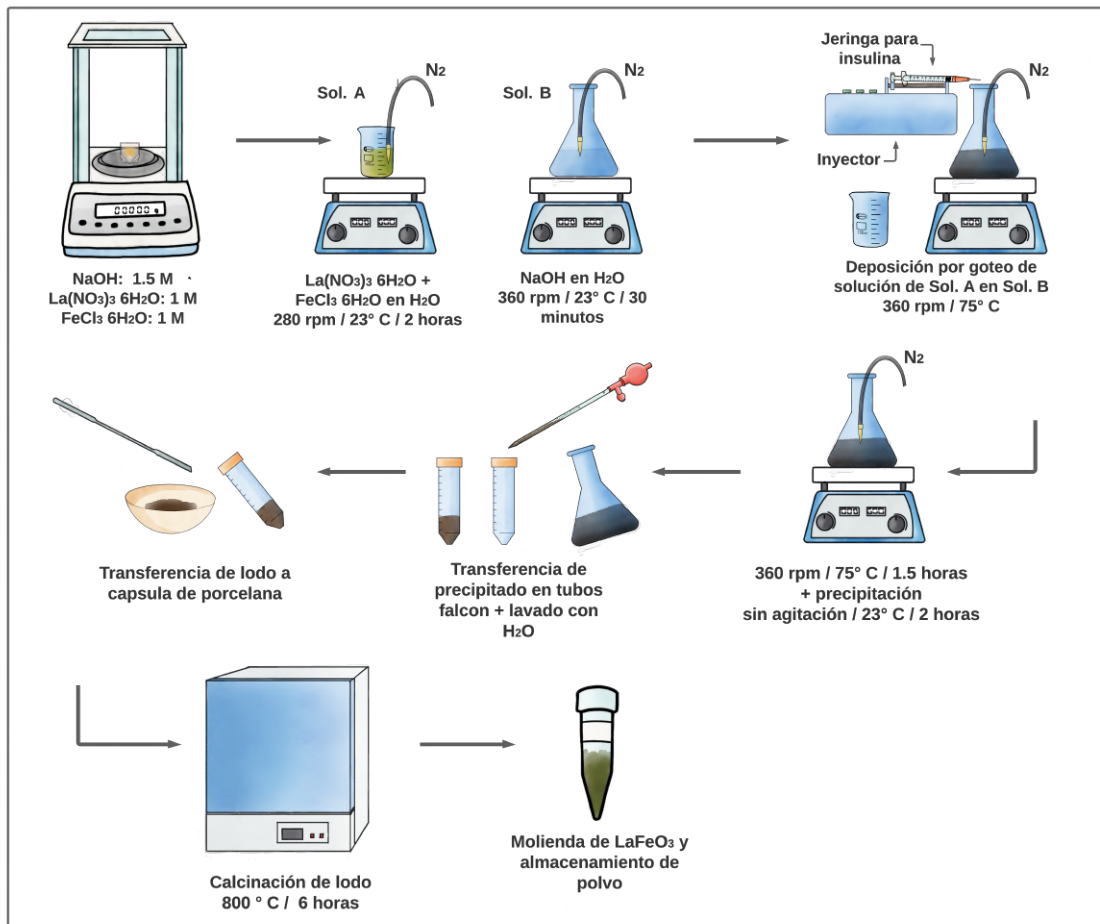 NaOH: 1.5 M
La(NO₃)₃ 6H₂O: 1 M
FeCl₃ 6H₂O: 1 M
Sol. A
N₂
La(NO₃)₃ 6H₂O +
FeCl₃ 6H₂O en H₂O
280 rpm / 23° C / 2 horas
Sol. B
N₂
NaOH en H₂O
360 rpm / 23° C / 30
minutos
Jeringa para
insulina
N₂
Inyector
Deposición por goteo de
solución de Sol. A en Sol. B
360 rpm / 75° C
N₂
360 rpm / 75° C / 1.5 horas
+ precipitación
sin agitación / 23° C / 2 horas
Transferencia de
precipitado en tubos
falcon + lavado con
H₂O
Transferencia de lodo a
capsula de porcelana
Calcinación de lodo
800 ° C / 6 horas
Molienda de LaFeO₃ y
almacenamiento de
polvo